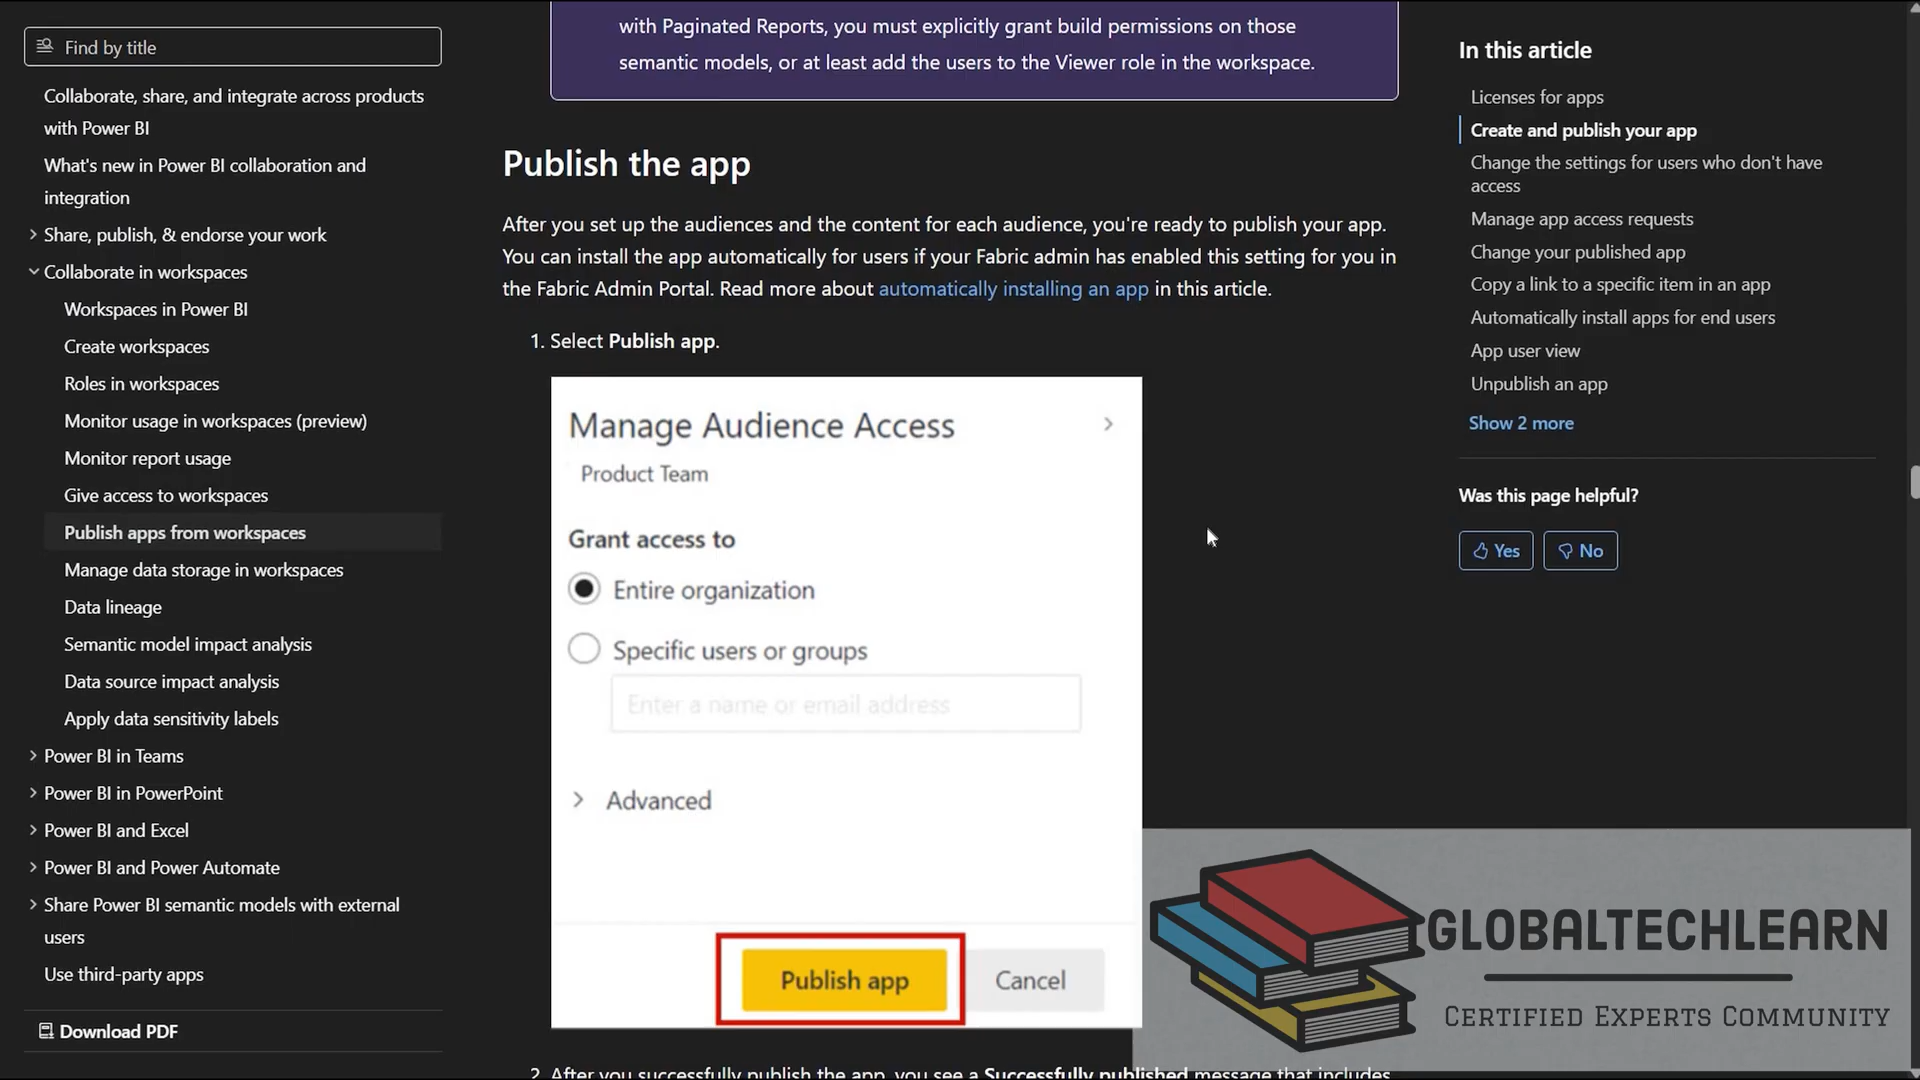 Find by title
Collaborate, share, and integrate across products
with Power BI
What's new in Power BI collaboration and
integration
Share, publish, & endorse your work
Collaborate in workspaces
Workspaces in Power BI
Create workspaces
Roles in workspaces
Monitor usage in workspaces (preview)
Monitor report usage
Give access to workspaces
Publish apps from workspaces
Manage data storage in workspaces
Data lineage
Semantic model impact analysis
Data source impact analysis
Apply data sensitivity labels
Power BI in Teams
Power BI in PowerPoint
Power BI and Excel
Power BI and Power Automate
Share Power BI semantic models with external
users
Use third-party apps
Download PDF
with Paginated Reports, you must explicitly grant build permissions on those
semantic models, or at least add the users to the Viewer role in the workspace.
Publish the app
After you set up the audiences and the content for each audience, you're ready to publish your app.
You can install the app automatically for users if your Fabric admin has enabled this setting for you in
the Fabric Admin Portal. Read more about automatically installing an app in this article.
1. Select Publish app.
Manage Audience Access
Product Team
Grant access to
Entire organization
Specific users or groups
Enter a name or email address
Advanced
Publish app
Cancel
2. After you successfully publish the app, you see a Successfully published message that includes
In this article
Licenses for apps
Create and publish your app
Change the settings for users who don't have
access
Manage app access requests
Change your published app
Copy a link to a specific item in an app
Automatically install apps for end users
App user view
Unpublish an app
Show 2 more
Was this page helpful?
Yes
No
GLOBALTECHLEARN
CERTIFIED EXPERTS COMMUNITY